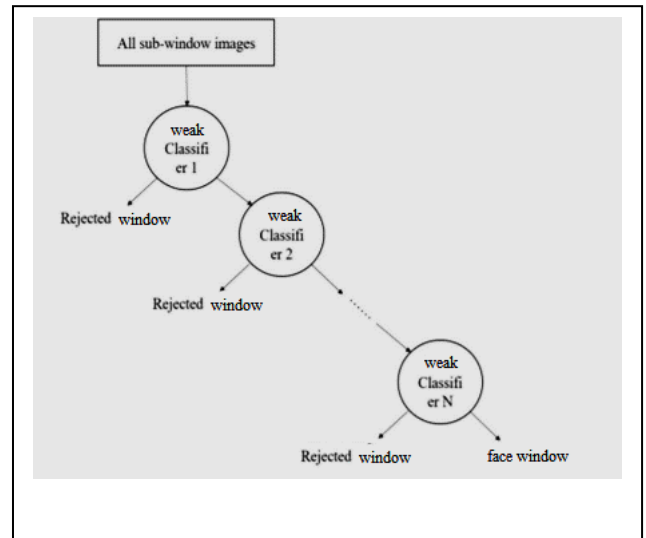 All sub-window images
weak
Classifi
er 1
Rejected window
weak
Classifi
er 2
Rejected window
......
weak
Classifi
er N
Rejected window
face window